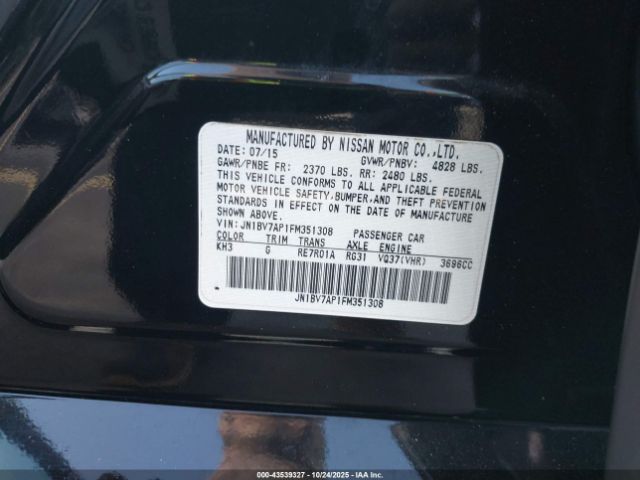 MANUFACTURED BY NISSAN MOTOR CO.,LTD.
DATE: 07/15 GVWR/PNBV: 4828 LBS.
GAWR/PNBE FR: 2370 LBS. RR: 2480 LBS.
THIS VEHICLE CONFORMS TO ALL APPLICABLE FEDERAL
MOTOR VEHICLE SAFETY,BUMPER,AND THEFT PREVENTION
STANDARDS IN EFFECT ON THE DATE OF MANUFACTURE
SHOWN ABOVE.
VIN: JN1BV7AP1FM351308 PASSENGER CAR
COLOR TRIM TRANS AXLE ENGINE
KH3 G RE7R01A RG31 VQ37(VHR) 3696CC
JN1BV7AP1FM351308
000-43539327 - 10/24/2025 - IAAI.COM